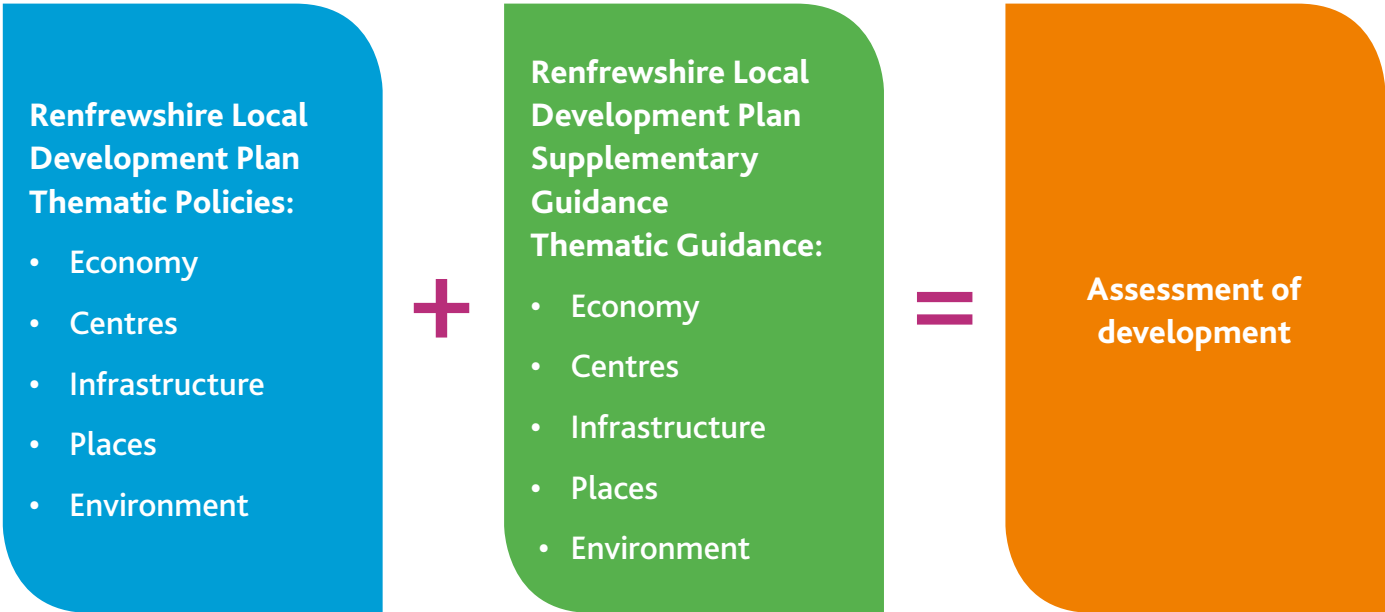 Renfrewshire Local
Development Plan
Thematic Policies:
• Economy
• Centres
• Infrastructure
• Places
• Environment
+
Renfrewshire Local
Development Plan
Supplementary
Guidance
Thematic Guidance:
• Economy
• Centres
• Infrastructure
• Places
• Environment
=
Assessment of
development